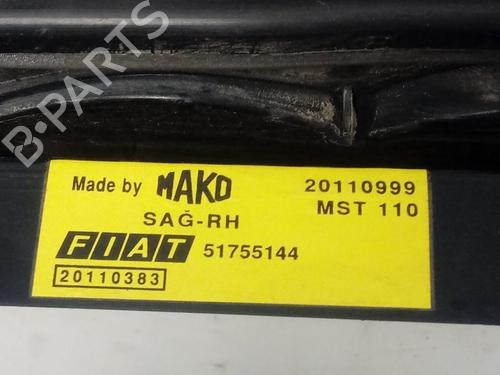 B-PARTS
Made by MAKO 20110999
SAĞ-RH MST 110
FIAT 51755144
20110383